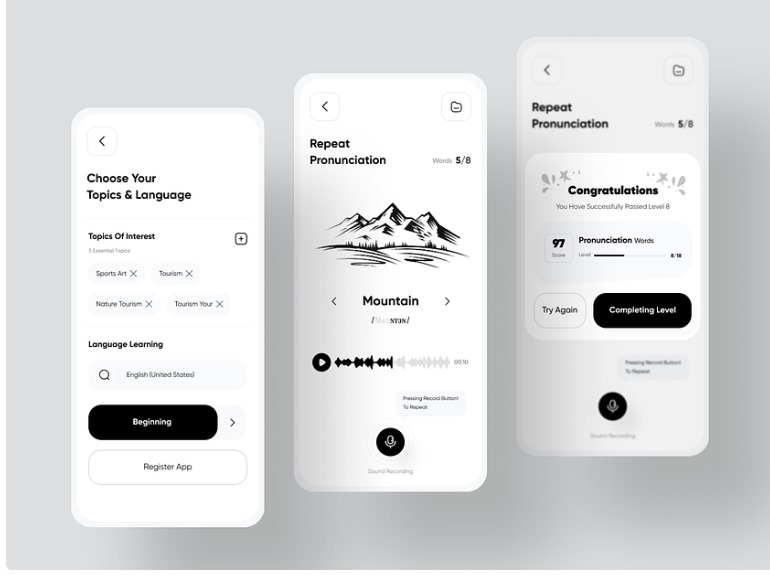 Choose Your
Topics & Language
Topics Of Interest
5 Essential Topics
Sports Art
Tourism
Nature Tourism
Tourism Your
Language Learning
English (United States)
Beginning
Register App
Repeat
Pronunciation
Words 5/8
Mountain
00:10
Pressing Record Button!
To Repeat
Sound Recording
Repeat
Pronunciation
Words 5/8
Congratulations
You Have Successfully Passed Level 8
97
Score
Pronunciation Words
Level
8/18
Try Again
Completing Level
Pressing Record Button!
To Repeat
Sound Recording